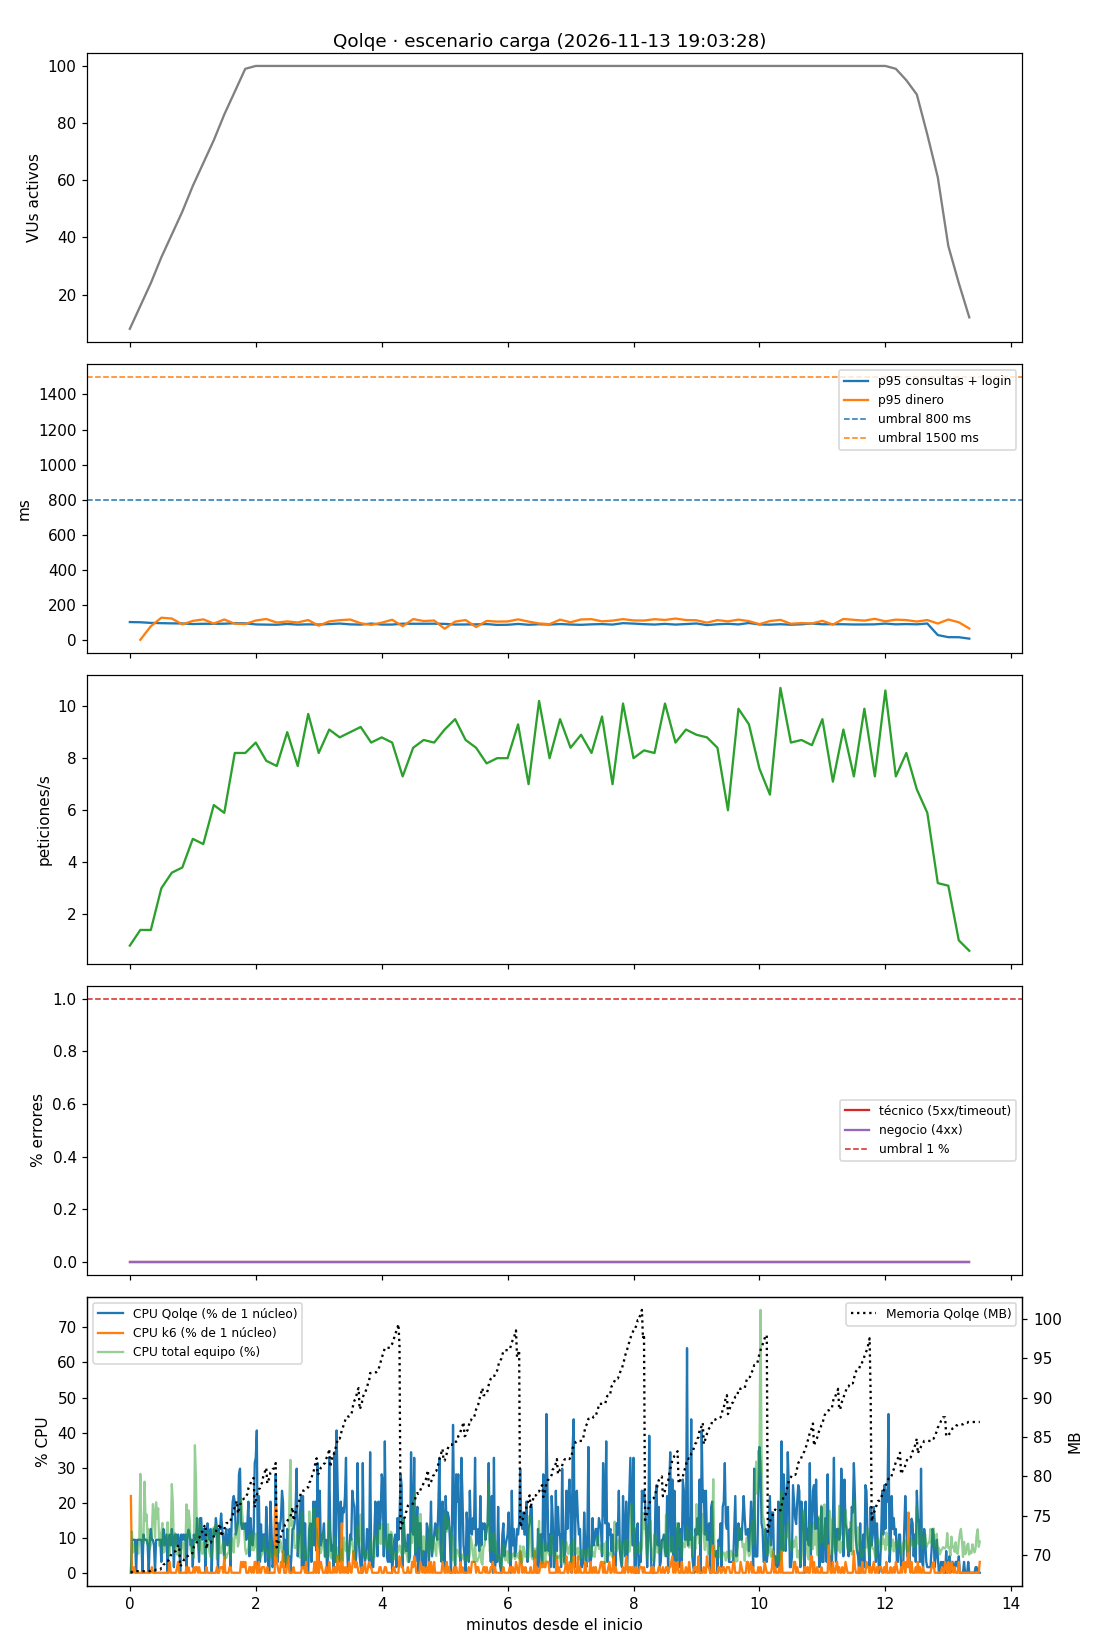 Qolqe · escenario carga (2026-11-13 19:03:28)
100
80
60
40
20
VUs activos
1400
1200
1000
800
600
400
200
0
ms
p95 consultas + login
p95 dinero
umbral 800 ms
umbral 1500 ms
10
8
6
4
2
peticiones/s
1.0
0.8
0.6
0.4
0.2
0.0
% errores
técnico (5xx/timeout)
negocio (4xx)
umbral 1 %
70
60
50
40
30
20
10
0
% CPU
CPU Qolqe (% de 1 núcleo)
CPU k6 (% de 1 núcleo)
CPU total equipo (%)
Memoria Qolqe (MB)
100
95
90
85
80
75
70
MB
0 2 4 6 8 10 12 14
minutos desde el inicio